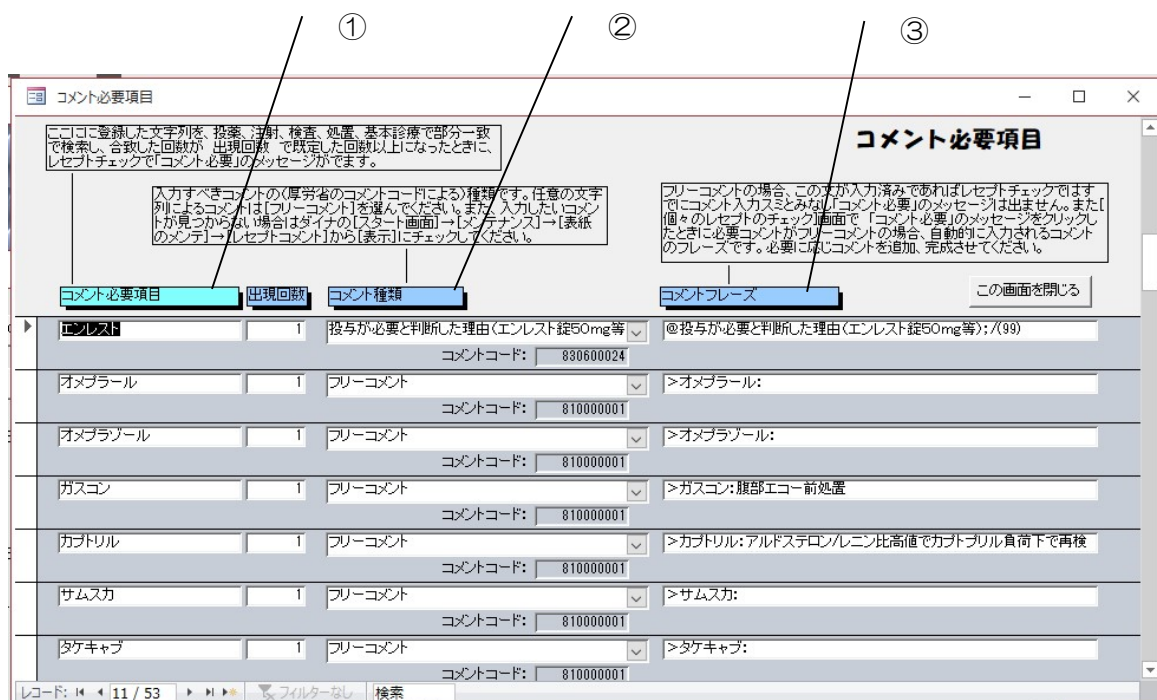 ① ② ③
コメント必要項目
コメント必要項目
ここにに登録した文字列を、投薬、注射、検査、処置、基本診療で部分一致
で検索し、合致した回数が 出現回数 で既定した回数以上になったときに、
レセプトチェックで「コメント必要」のメッセージがでます。
入力すべきコメントの(厚労省のコメントコードによる)種類です。任意の文字
列によるコメントは[フリーコメント]を選んでください。また、入力したいコメン
トが見つからない場合はダイナの[スタート画面]→[メンテナンス]→[表紙
のメンテ]→[レセプトコメント]から[表示]にチェックしてください。
フリーコメントの場合、この文が入力済みであればレセプトチェックではす
でにコメント入力スミとみなし「コメント必要」のメッセージは出ません。また[
個々のレセプトのチェック]画面で 「コメント必要」のメッセージをクリックし
たときに必要コメントがフリーコメントの場合、自動的に入力されるコメント
のフレーズです。必要に応じコメントを追加、完成させてください。
コメント必要項目 出現回数 コメント種類 コメントフレーズ この画面を閉じる
エンレスト 1 投与が必要と判断した理由(エンレスト錠50mg等 @投与が必要と判断した理由(エンレスト錠50mg等);/(99)
コメントコード: 830600024
オメプラール 1 フリーコメント >オメプラール:
コメントコード: 810000001
オメプラゾール 1 フリーコメント >オメプラゾール:
コメントコード: 810000001
ガスコン 1 フリーコメント >ガスコン:腹部エコー前処置
コメントコード: 810000001
カプトリル 1 フリーコメント >カプトリル:アルドステロン/レニン比高値でカプトプリル負荷下で再検
コメントコード: 810000001
サムスカ 1 フリーコメント >サムスカ:
コメントコード: 810000001
タケキャブ 1 フリーコメント >タケキャブ:
コメントコード: 810000001
レコード: 11 / 53 フィルターなし 検索